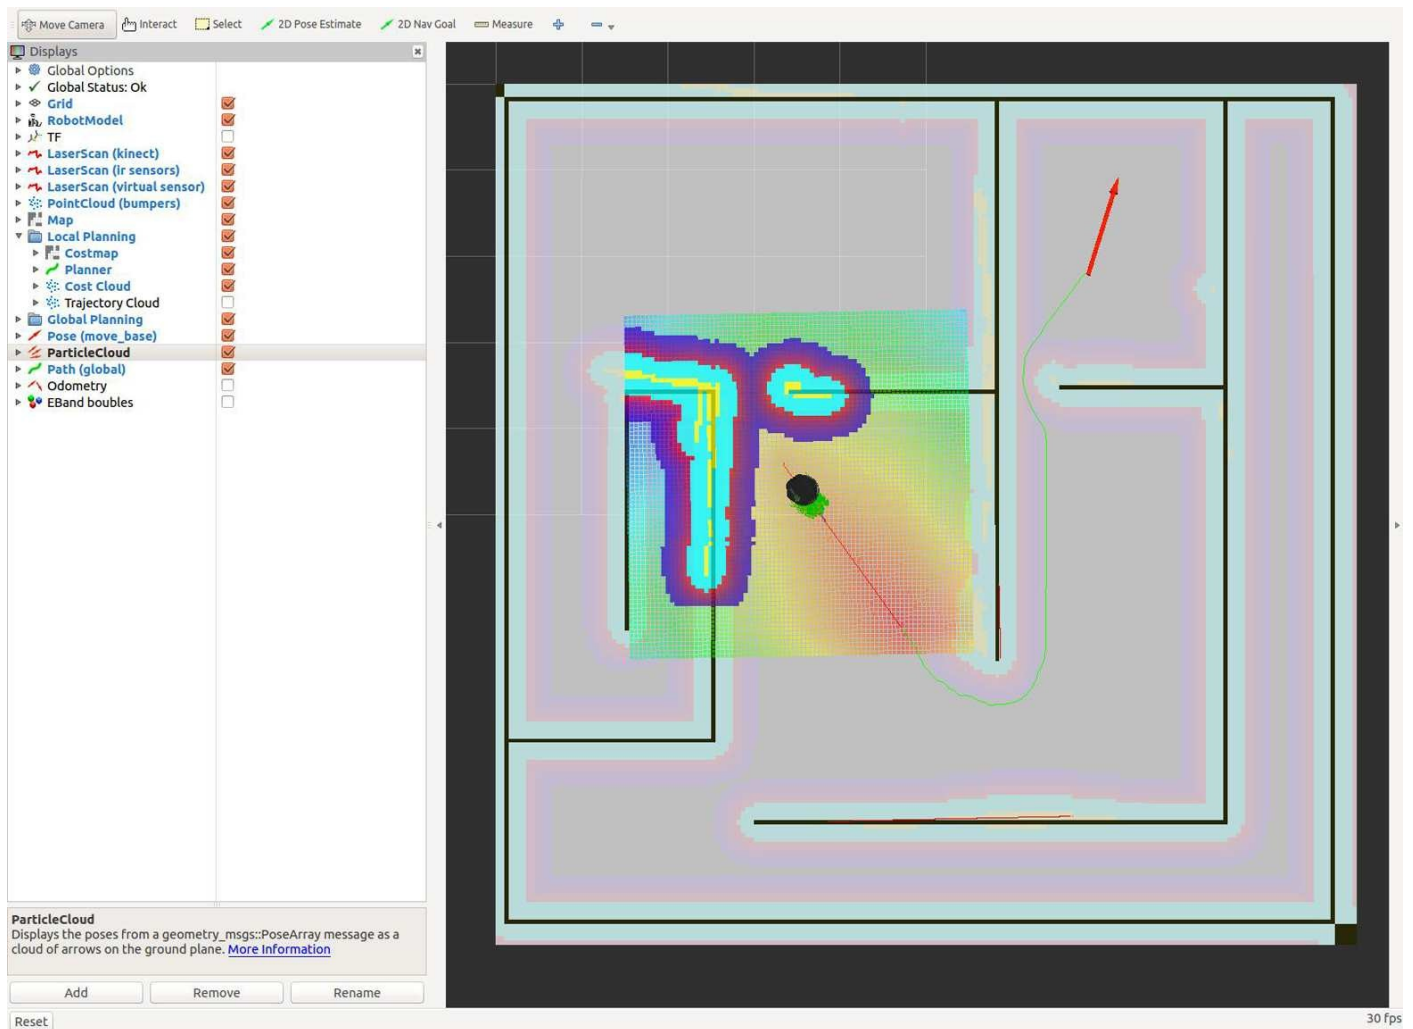 Move Camera Interact Select 2D Pose Estimate 2D Nav Goal Measure
Displays
Global Options
Global Status: Ok
Grid
RobotModel
TF
LaserScan (kinect)
LaserScan (ir sensors)
LaserScan (virtual sensor)
PointCloud (bumpers)
Map
Local Planning
Costmap
Planner
Cost Cloud
Trajectory Cloud
Global Planning
Pose (move_base)
ParticleCloud
Path (global)
Odometry
EBand boubles
ParticleCloud
Displays the poses from a geometry_msgs::PoseArray message as a
cloud of arrows on the ground plane. More Information
Add Remove Rename
Reset 30 fps